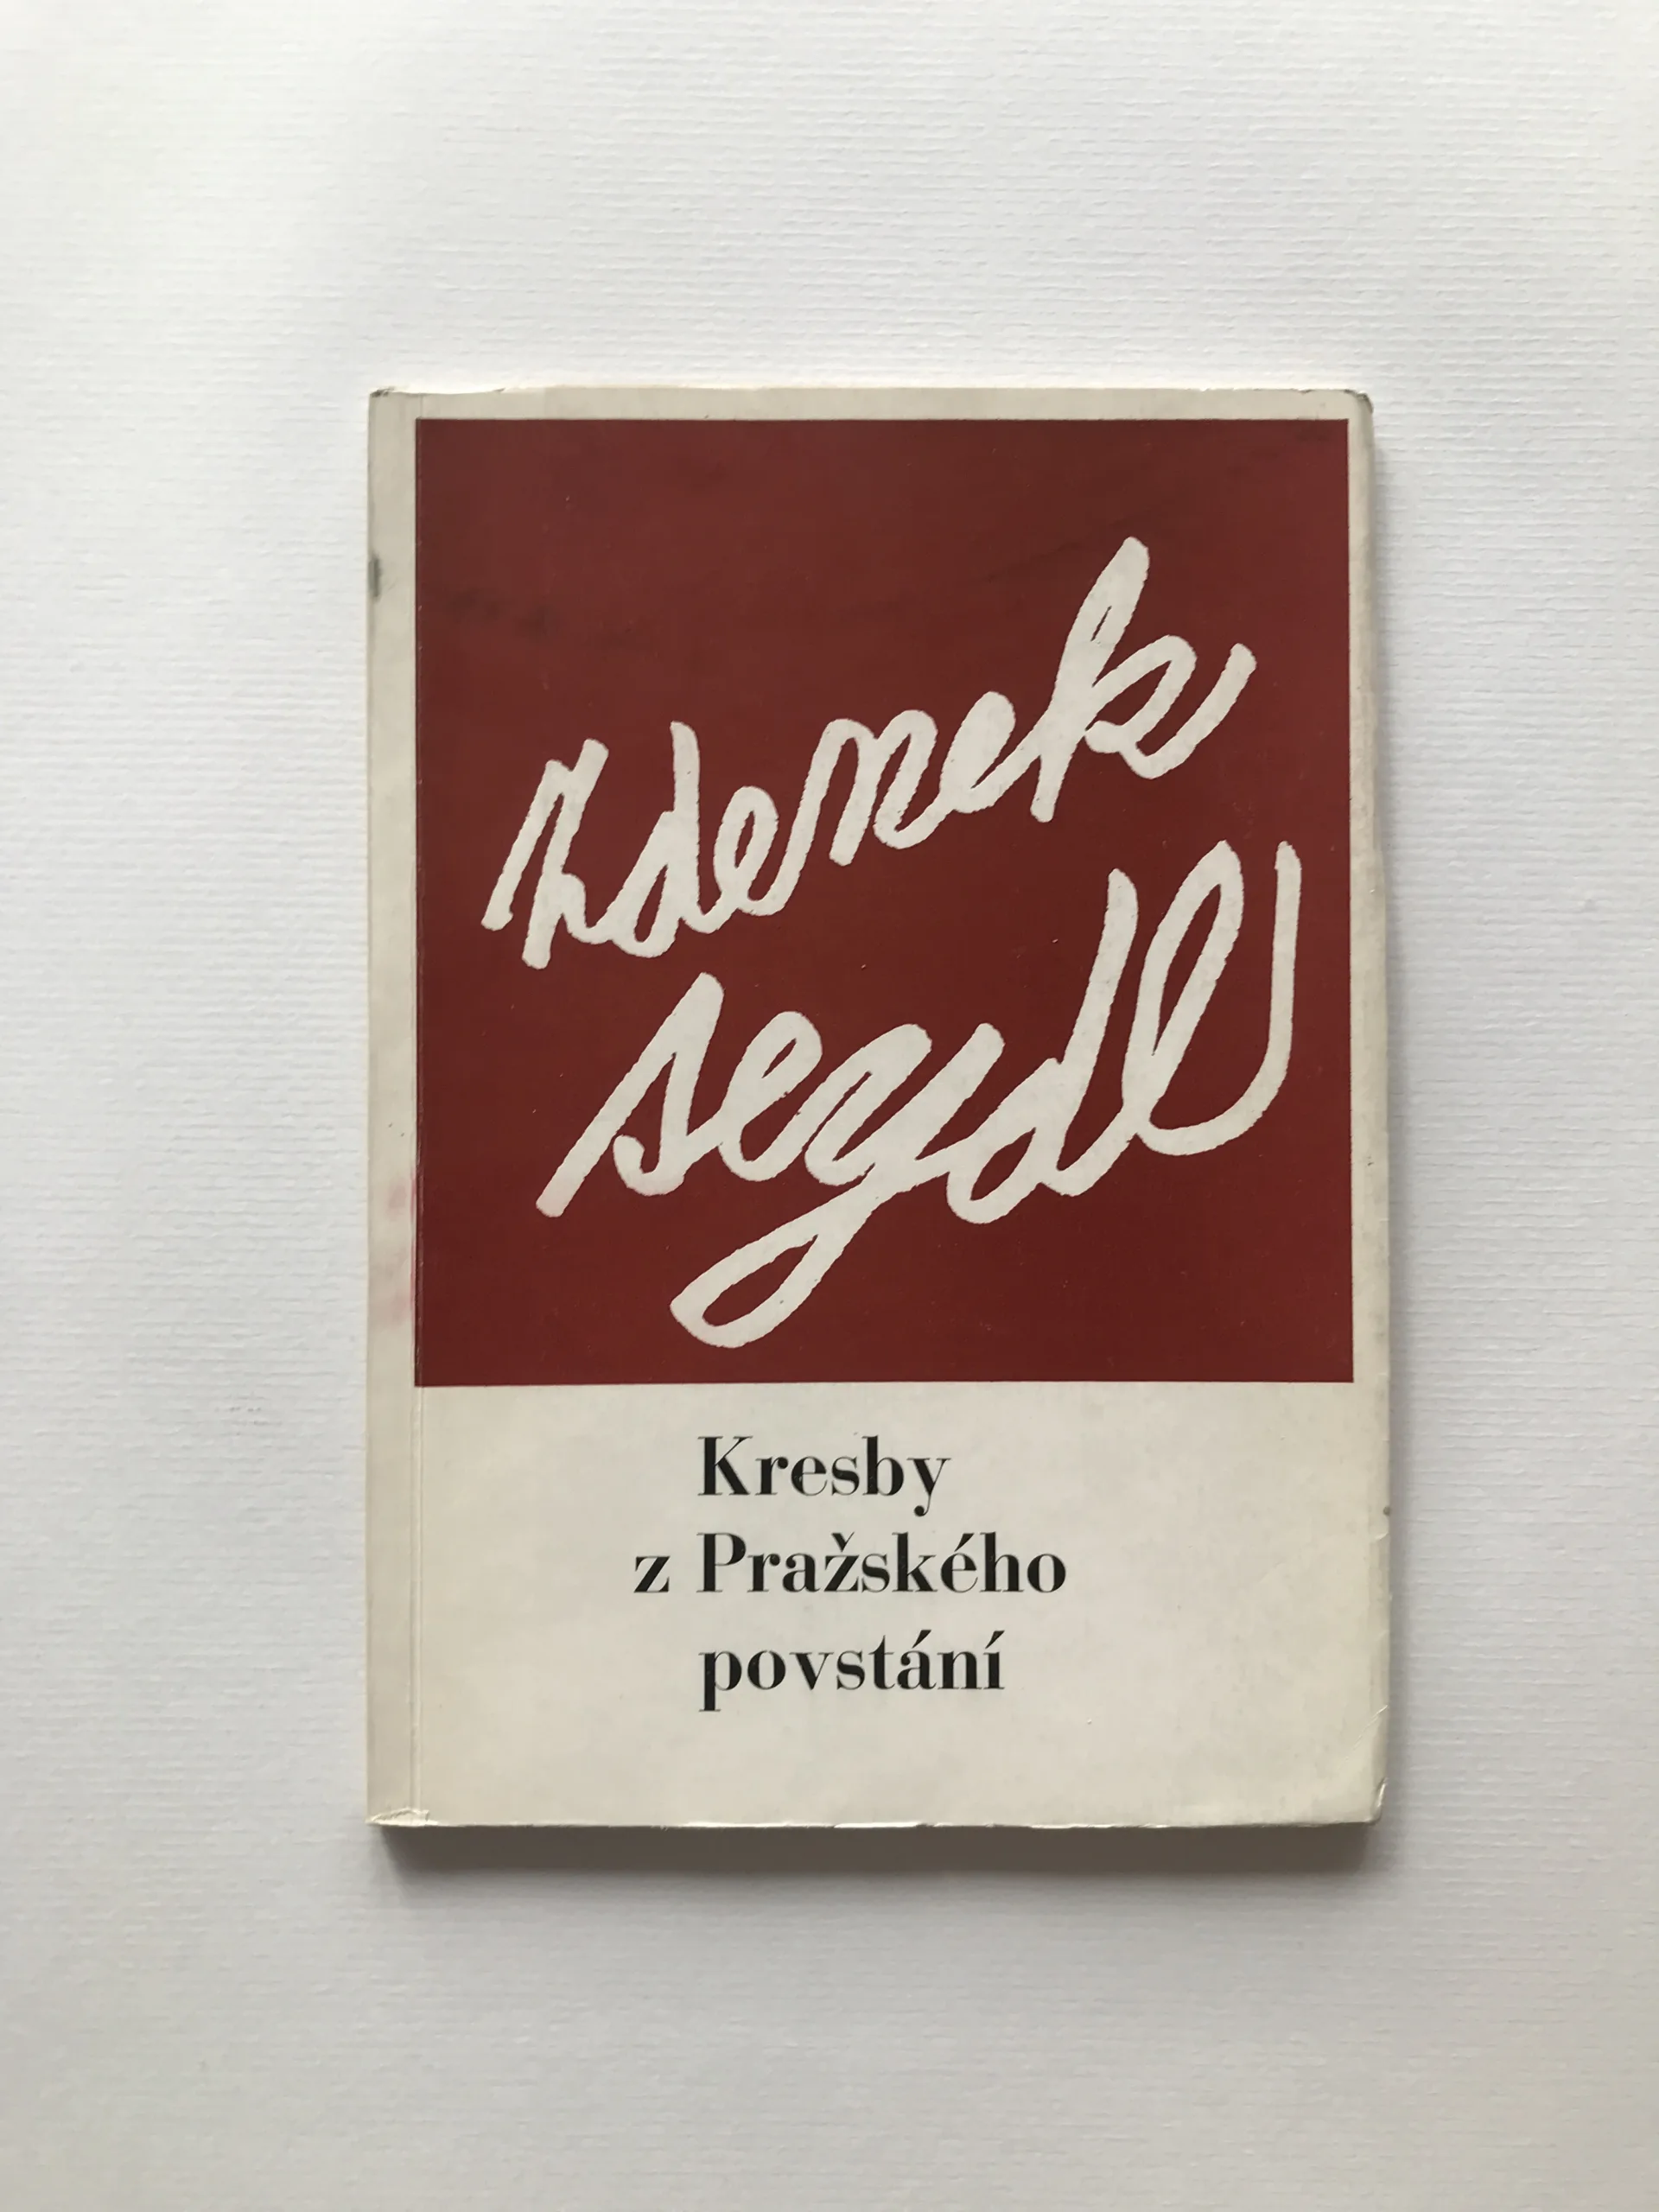 zdenek
seydl
Kresby
z Pražského
povstání